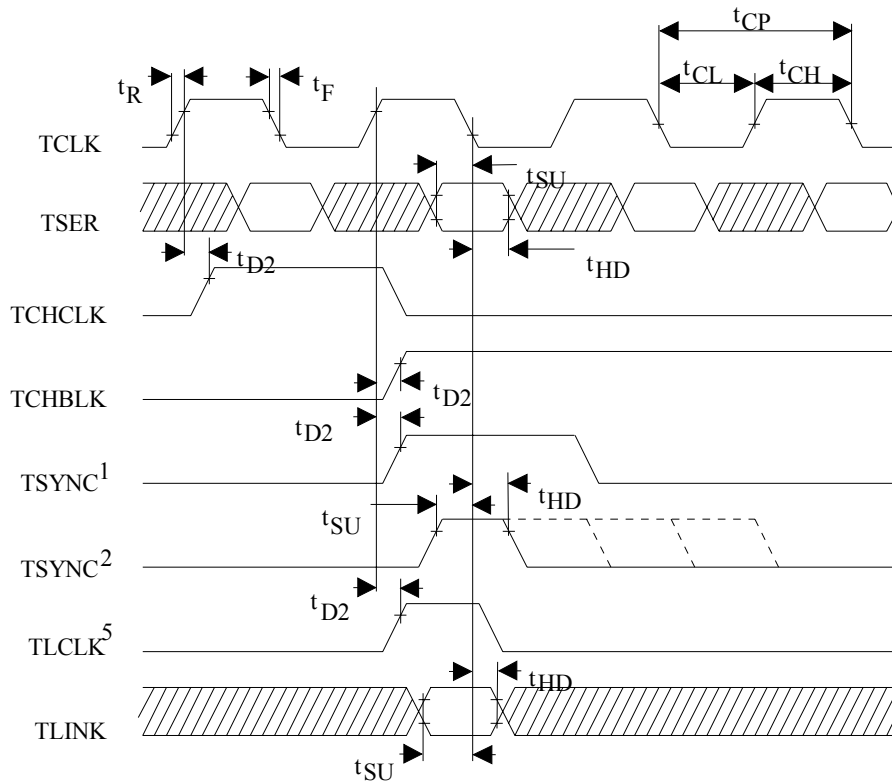 tCP
tCL tCH
tR tF
TCLK
tSU
TSER
tD2 tHD
TCHCLK
TCHBLK tD2
tD2
TSYNC1
tHD
tSU
TSYNC2
tD2
TLCLK5
tHD
TLINK
tSU